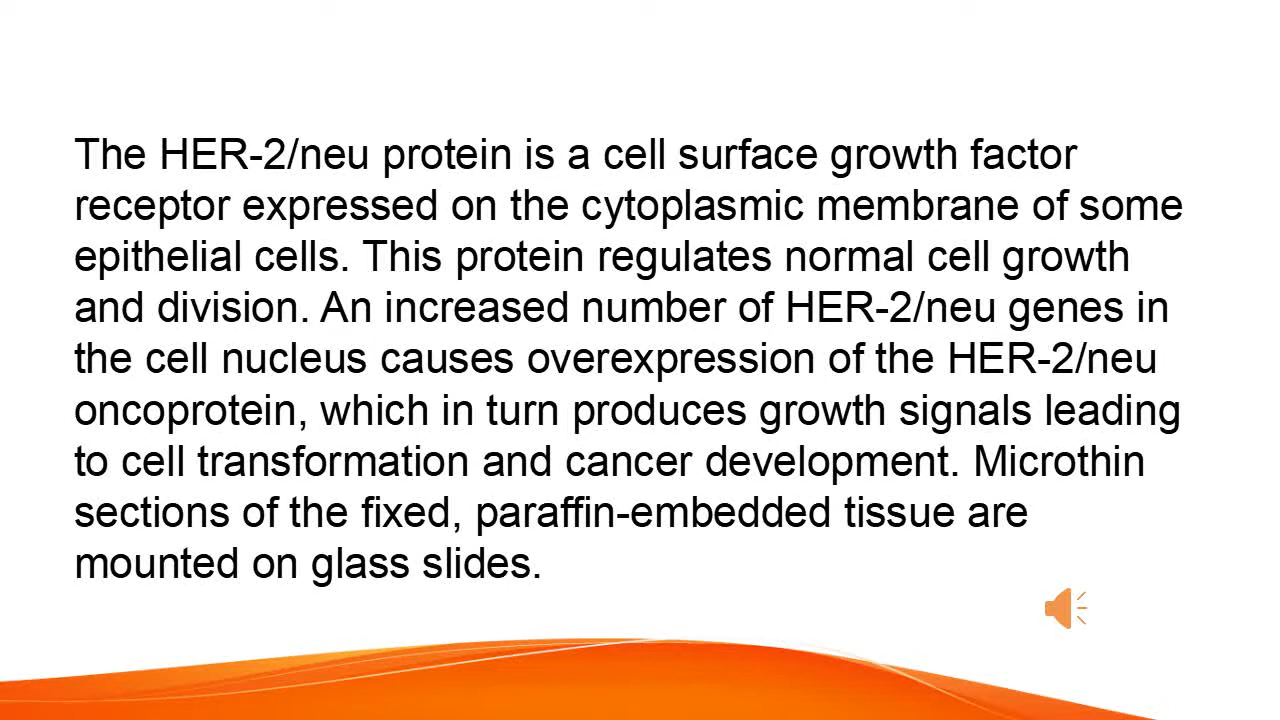 The HER-2/neu protein is a cell surface growth factor
receptor expressed on the cytoplasmic membrane of some
epithelial cells. This protein regulates normal cell growth
and division. An increased number of HER-2/neu genes in
the cell nucleus causes overexpression of the HER-2/neu
oncoprotein, which in turn produces growth signals leading
to cell transformation and cancer development. Microthin
sections of the fixed, paraffin-embedded tissue are
mounted on glass slides.